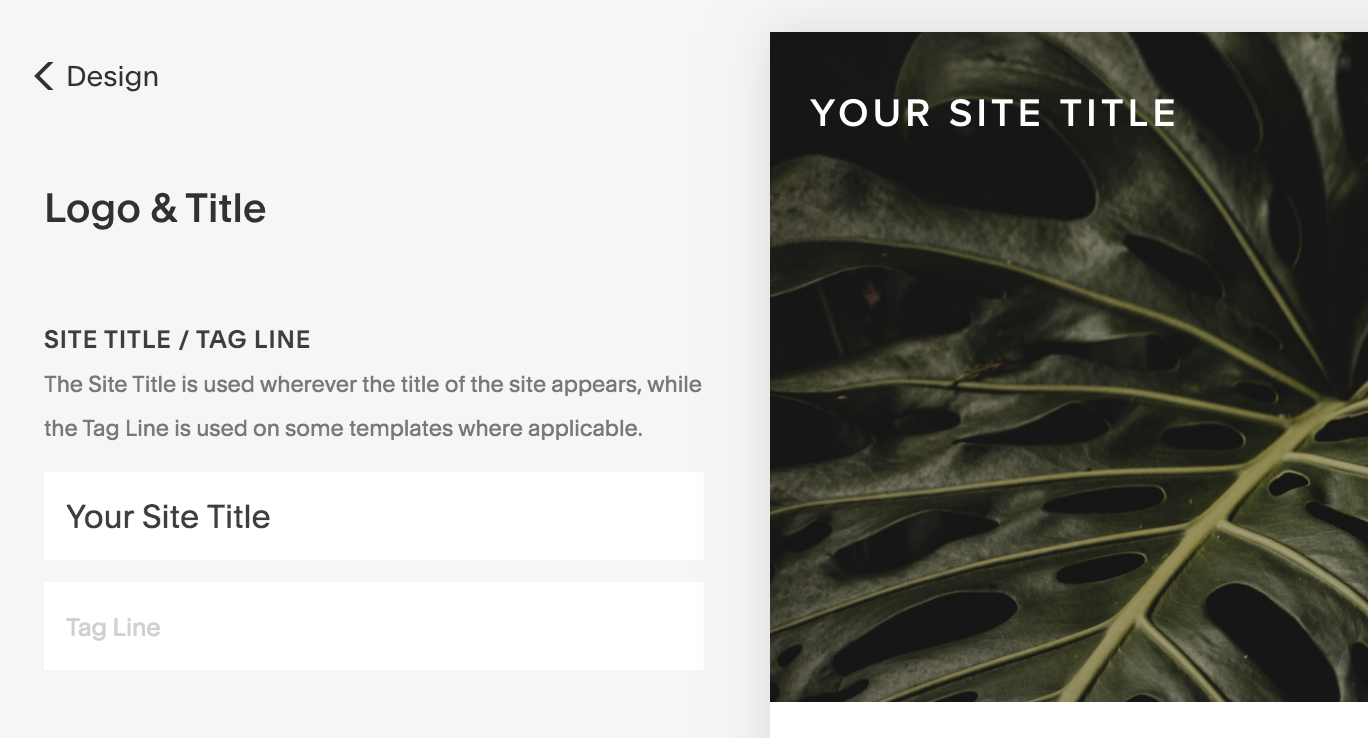 Design
Logo & Title
SITE TITLE / TAG LINE
The Site Title is used wherever the title of the site appears, while
the Tag Line is used on some templates where applicable.
Your Site Title
Tag Line
YOUR SITE TITLE